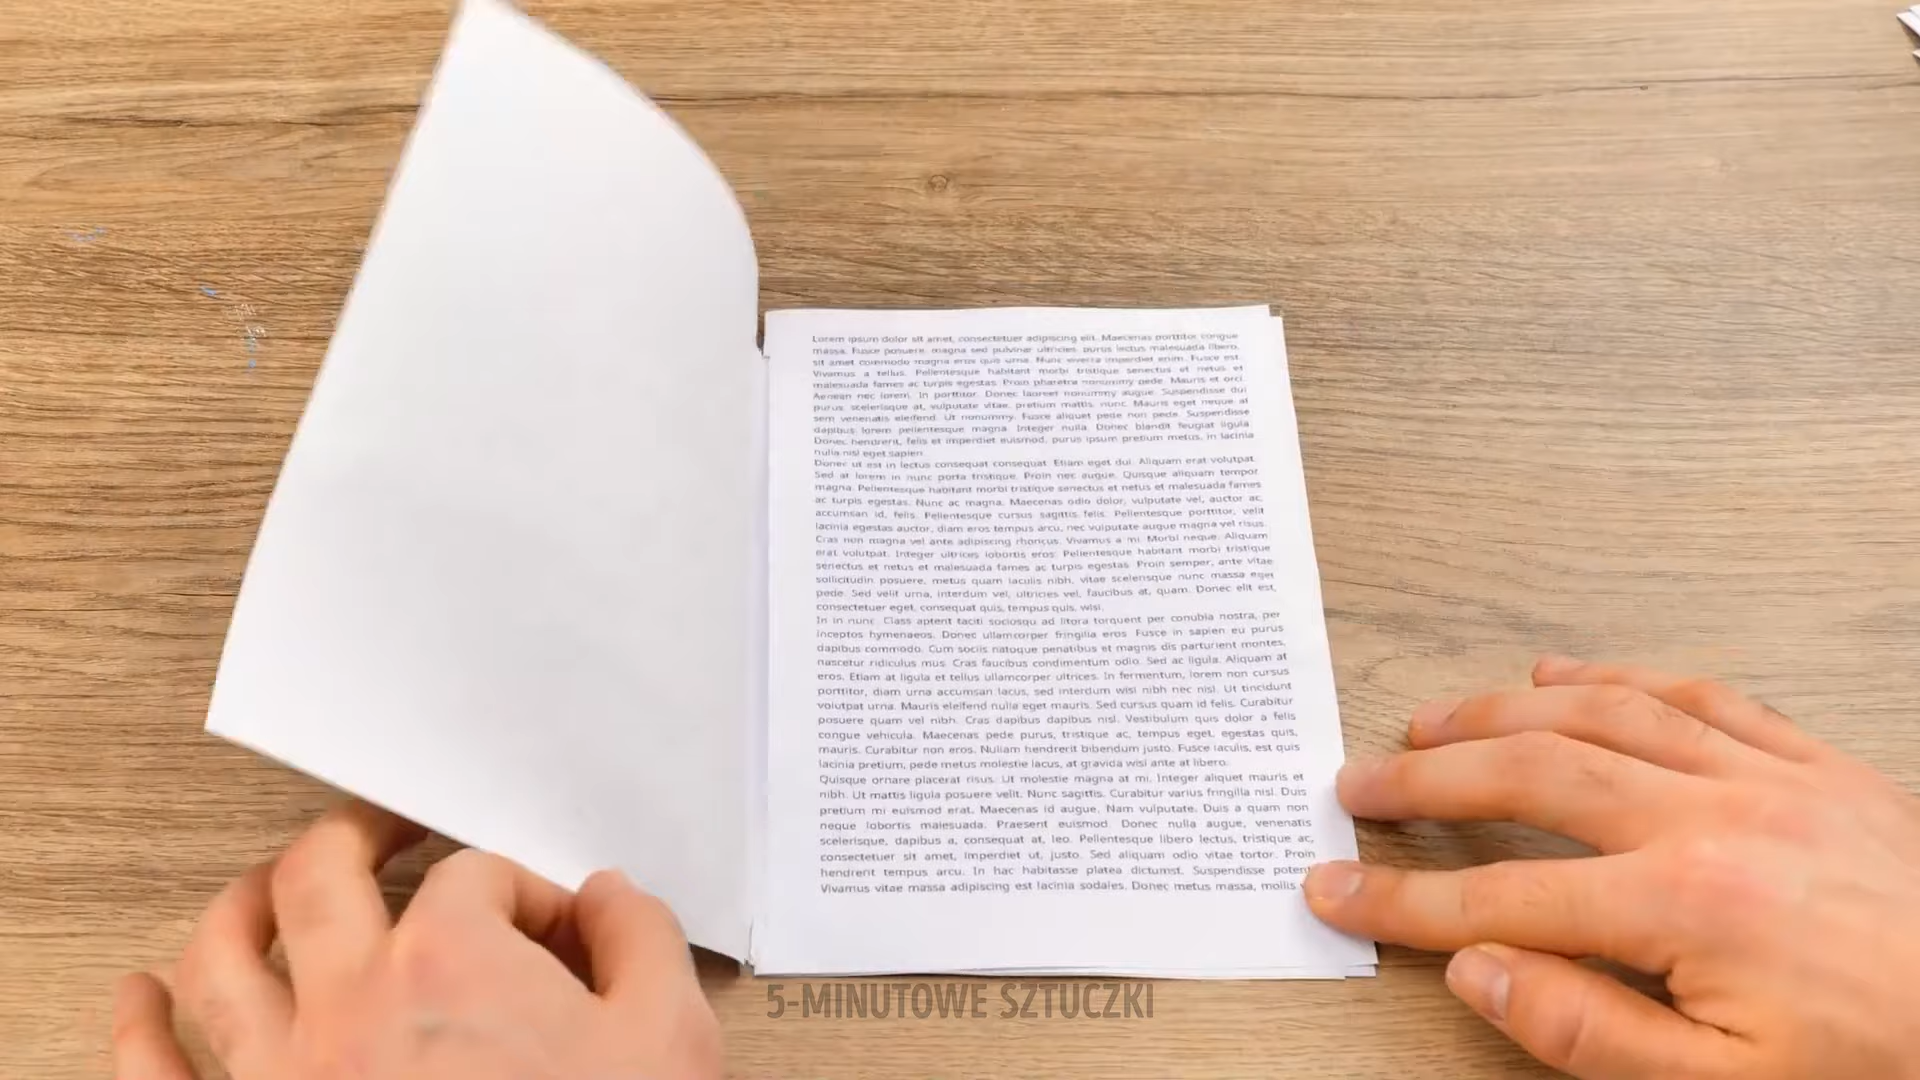 Lorem ipsum dolor sit amet, consectetuer adipiscing elit. Maecenas porttitor congue
massa. Fusce posuere, magna sed pulvinar ultricies, purus lectus malesuada libero,
sit amet commodo magna eros quis urna. Nunc viverra imperdiet enim. Fusce est.
Vivamus a tellus. Pellentesque habitant morbi tristique senectus et netus et
malesuada fames ac turpis egestas. Proin pharetra nonummy pede. Mauris et orci.
Aenean nec lorem. In porttitor. Donec laoreet nonummy augue. Suspendisse dui
purus, scelerisque at, vulputate vitae, pretium mattis, nunc. Mauris eget neque at
sem venenatis eleifend. Ut nonummy. Fusce aliquet pede non pede. Suspendisse
dapibus lorem pellentesque magna. Integer nulla. Donec blandit feugiat ligula.
Donec hendrerit, felis et imperdiet euismod, purus ipsum pretium metus, in lacinia
nulla nisl eget sapien.
Donec ut est in lectus consequat consequat. Etiam eget dui. Aliquam erat volutpat.
Sed at lorem in nunc porta tristique. Proin nec augue. Quisque aliquam tempor
magna. Pellentesque habitant morbi tristique senectus et netus et malesuada fames
ac turpis egestas. Nunc ac magna. Maecenas odio dolor, vulputate vel, auctor ac,
accumsan id, felis. Pellentesque cursus sagittis felis. Pellentesque porttitor, velit
lacinia egestas auctor, diam eros tempus arcu, nec vulputate augue magna vel risus.
Cras non magna vel ante adipiscing rhoncus. Vivamus a mi. Morbi neque. Aliquam
erat volutpat. Integer ultrices lobortis eros. Pellentesque habitant morbi tristique
senectus et netus et malesuada fames ac turpis egestas. Proin semper, ante vitae
sollicitudin posuere, metus quam iaculis nibh, vitae scelerisque nunc massa eget
pede. Sed velit urna, interdum vel, ultricies vel, faucibus at, quam. Donec elit est,
consectetuer eget, consequat quis, tempus quis, wisi.
In in nunc. Class aptent taciti sociosqu ad litora torquent per conubia nostra, per
inceptos hymenaeos. Donec ullamcorper fringilla eros. Fusce in sapien eu purus
dapibus commodo. Cum sociis natoque penatibus et magnis dis parturient montes,
nascetur ridiculus mus. Cras faucibus condimentum odio. Sed ac ligula. Aliquam at
eros. Etiam at ligula et tellus ullamcorper ultrices. In fermentum, lorem non cursus
porttitor, diam urna accumsan lacus, sed interdum wisi nibh nec nisl. Ut tincidunt
volutpat urna. Mauris eleifend nulla eget mauris. Sed cursus quam id felis. Curabitur
posuere quam vel nibh. Cras dapibus dapibus nisl. Vestibulum quis dolor a felis
congue vehicula. Maecenas pede purus, tristique ac, tempus eget, egestas quis,
mauris. Curabitur non eros. Nullam hendrerit bibendum justo. Fusce iaculis, est quis
lacinia pretium, pede metus molestie lacus, at gravida wisi ante at libero.
Quisque ornare placerat risus. Ut molestie magna at mi. Integer aliquet mauris et
nibh. Ut mattis ligula posuere velit. Nunc sagittis. Curabitur varius fringilla nisl. Duis
pretium mi euismod erat. Maecenas id augue. Nam vulputate. Duis a quam non
neque lobortis malesuada. Praesent euismod. Donec nulla augue, venenatis
scelerisque, dapibus a, consequat at, leo. Pellentesque libero lectus, tristique ac,
consectetuer sit amet, imperdiet ut, justo. Sed aliquam odio vitae tortor. Proin
hendrerit tempus arcu. In hac habitasse platea dictumst. Suspendisse potent
Vivamus vitae massa adipiscing est lacinia sodales. Donec metus massa, mollis
5-MINUTOWE SZTUCZKI